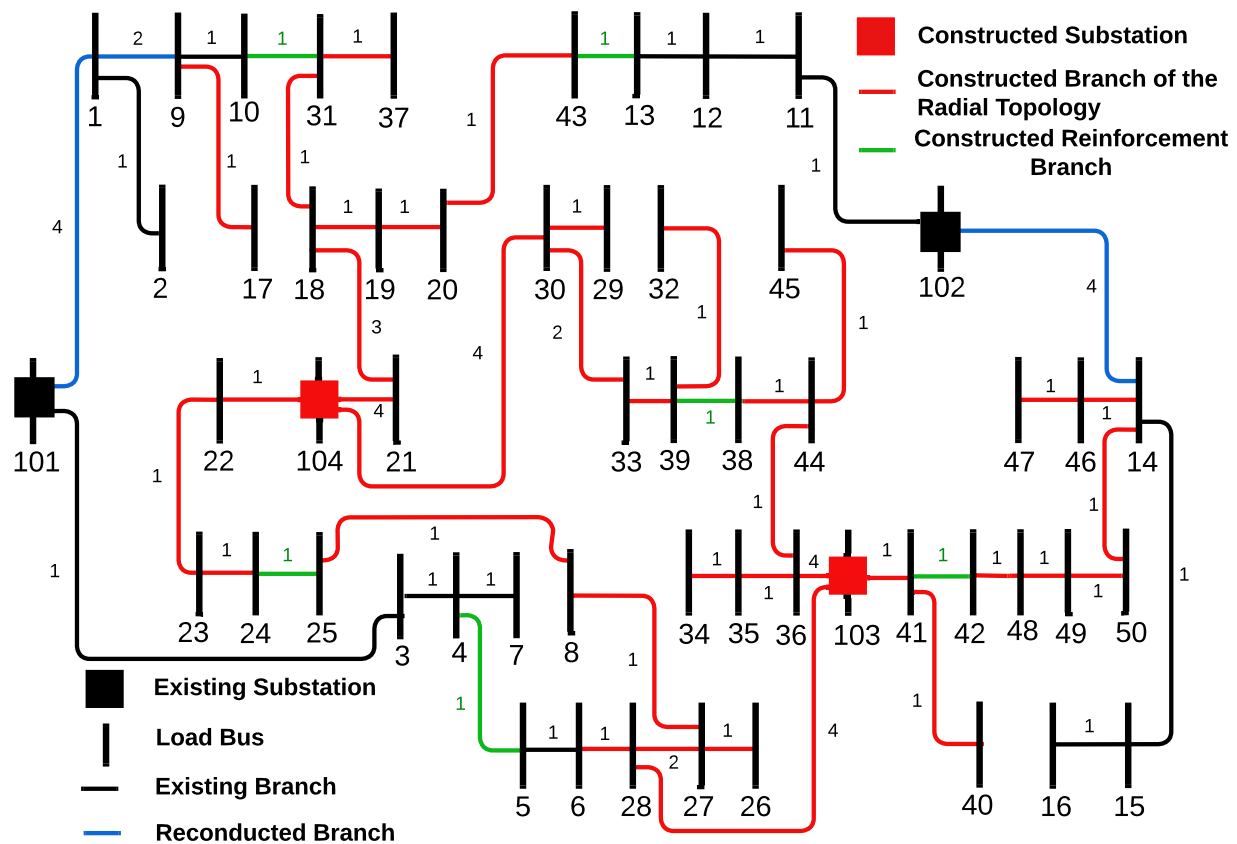 2 1 1 1 1 1 1
Constructed Substation
Constructed Branch of the
Radial Topology
Constructed Reinforcement
Branch
1 9 10 31 37 43 13 12 11
1 1 1 1 1
4 1 1 1
2 17 18 19 20 30 29 32 45 102
3 2 4 1 1 4
1 4 1 1 1 1 1
101 22 104 21 33 39 38 44 47 46 14
1 1 1
1 1 1 1 1 1 4 1 1 1 1
1 1 1 1 1
23 24 25 3 4 7 8 34 35 36 103 41 42 48 49 50
Existing Substation
1 1 1
Load Bus
1 1 2 1 4 1
Existing Branch
5 6 28 27 26 40 16 15
Reconducted Branch